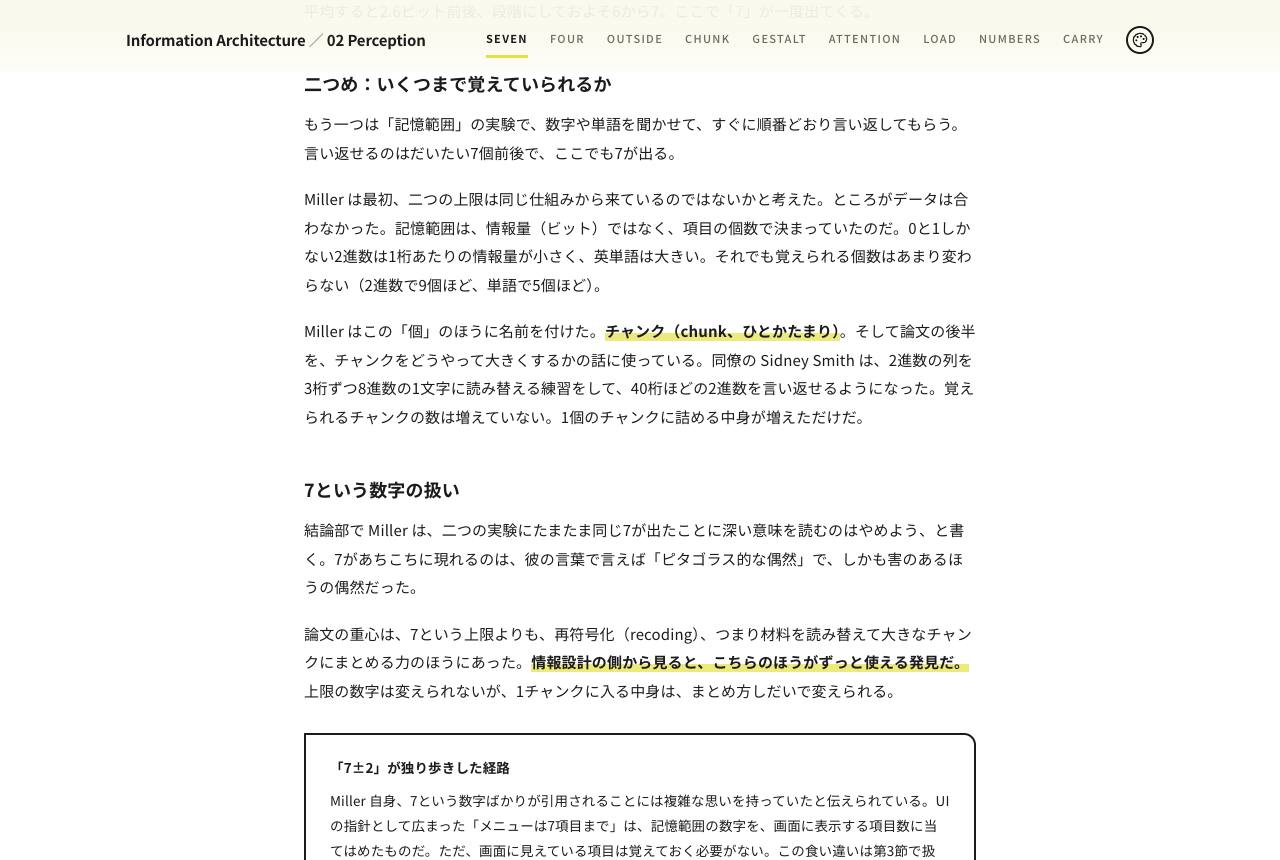 平均すると2.6ビット前後、段階にしておよそ6から7。ここで「7」が一度出てくる。
Information Architecture ／ 02 Perception
SEVEN FOUR OUTSIDE CHUNK GESTALT ATTENTION LOAD NUMBERS CARRY
二つめ：いくつまで覚えていられるか
もう一つは「記憶範囲」の実験で、数字や単語を聞かせて、すぐに順番どおり言い返してもらう。
言い返せるのはだいたい7個前後で、ここでも7が出る。
Miller は最初、二つの上限は同じ仕組みから来ているのではないかと考えた。ところがデータは合
わなかった。記憶範囲は、情報量（ビット）ではなく、項目の個数で決まっていたのだ。0と1しか
ない2進数は1桁あたりの情報量が小さく、英単語は大きい。それでも覚えられる個数はあまり変わ
らない（2進数で9個ほど、単語で5個ほど）。
Miller はこの「個」のほうに名前を付けた。チャンク（chunk、ひとかたまり）。そして論文の後半
を、チャンクをどうやって大きくするかの話に使っている。同僚の Sidney Smith は、2進数の列を
3桁ずつ8進数の1文字に読み替える練習をして、40桁ほどの2進数を言い返せるようになった。覚え
られるチャンクの数は増えていない。1個のチャンクに詰める中身が増えただけだ。
7という数字の扱い
結論部で Miller は、二つの実験にたまたま同じ7が出たことに深い意味を読むのはやめよう、と書
く。7があちこちに現れるのは、彼の言葉で言えば「ピタゴラス的な偶然」で、しかも害のあるほ
うの偶然だった。
論文の重心は、7という上限よりも、再符号化（recoding）、つまり材料を読み替えて大きなチャン
クにまとめる力のほうにあった。情報設計の側から見ると、こちらのほうがずっと使える発見だ。
上限の数字は変えられないが、1チャンクに入る中身は、まとめ方しだいで変えられる。
「7±2」が独り歩きした経路
Miller 自身、7という数字ばかりが引用されることには複雑な思いを持っていたと伝えられている。UI
の指針として広まった「メニューは7項目まで」は、記憶範囲の数字を、画面に表示する項目数に当
てはめたものだ。ただ、画面に見えている項目は覚えておく必要がない。この食い違いは第3節で扱